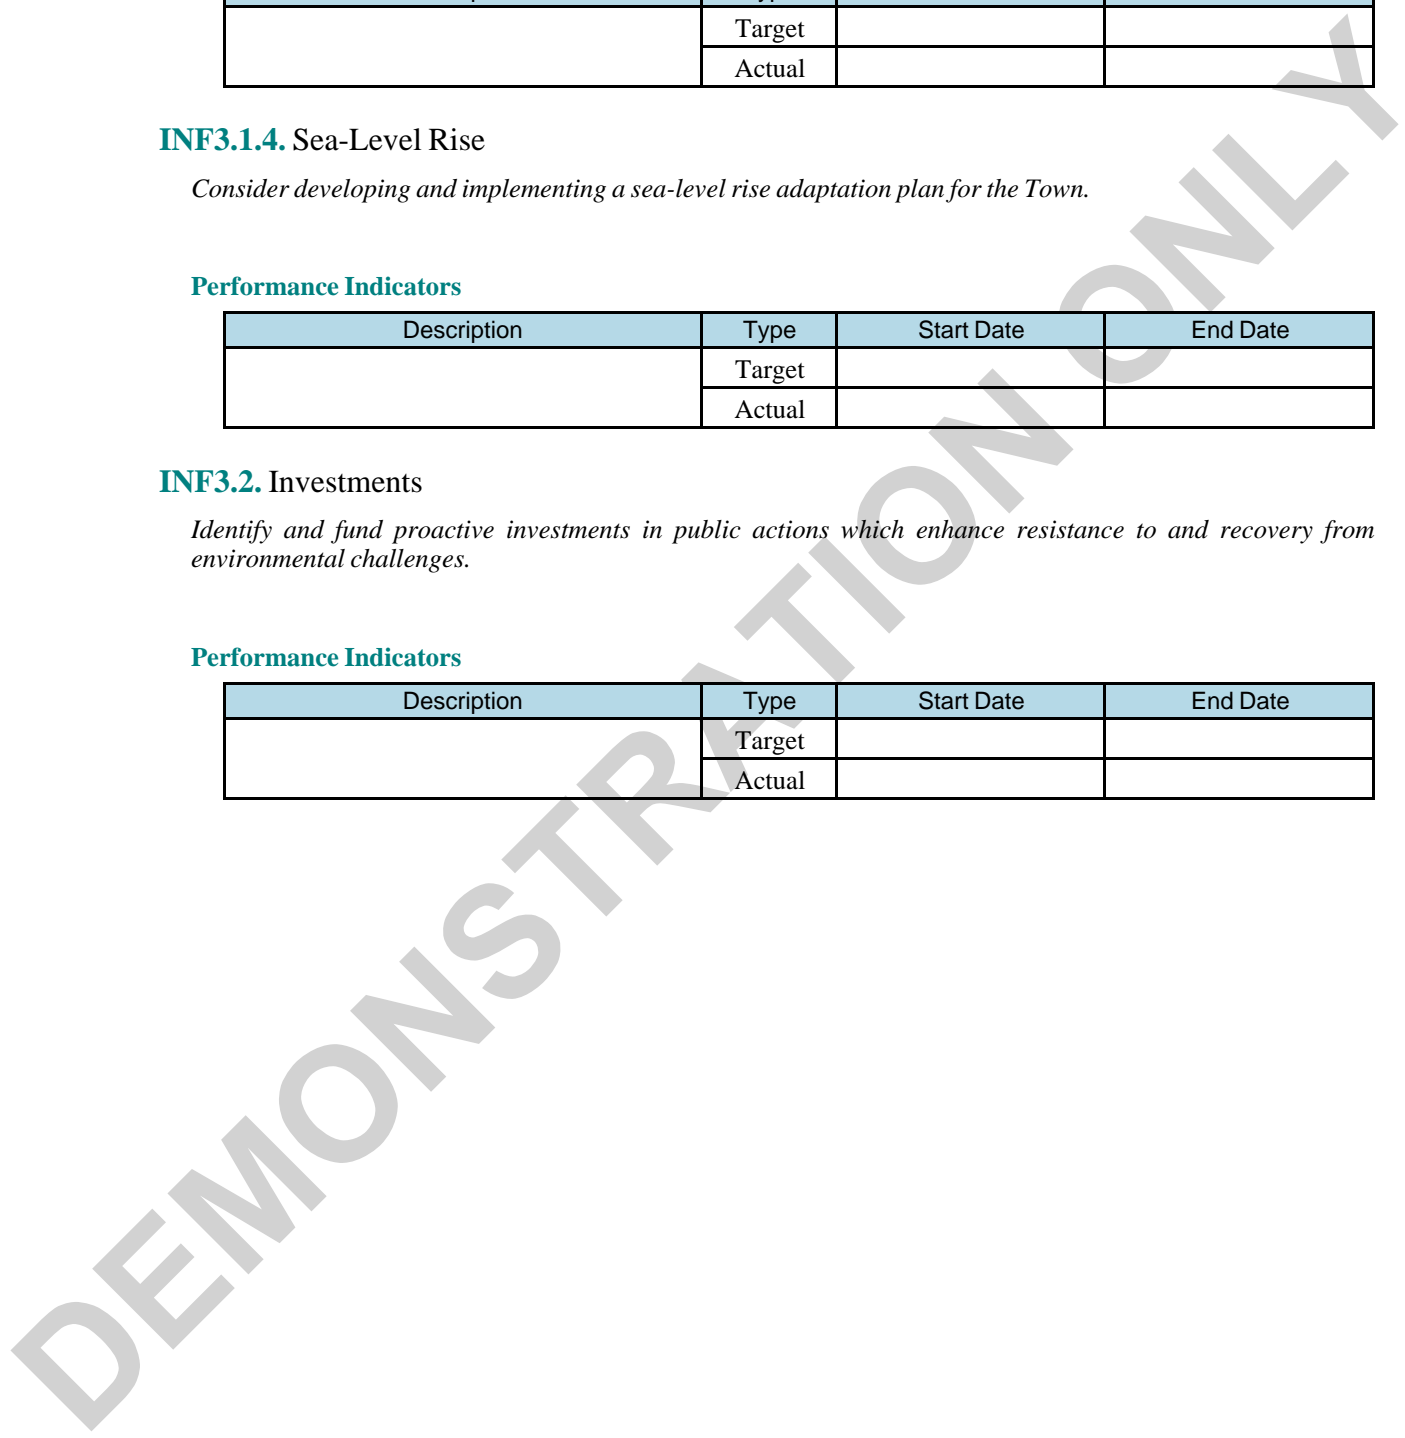 Target
Actual
INF3.1.4. Sea-Level Rise
Consider developing and implementing a sea-level rise adaptation plan for the Town.
Performance Indicators
Description Type Start Date End Date
Target
Actual
INF3.2. Investments
Identify and fund proactive investments in public actions which enhance resistance to and recovery from
environmental challenges.
Performance Indicators
Description Type Start Date End Date
Target
Actual
DEMONSTRATION ONLY